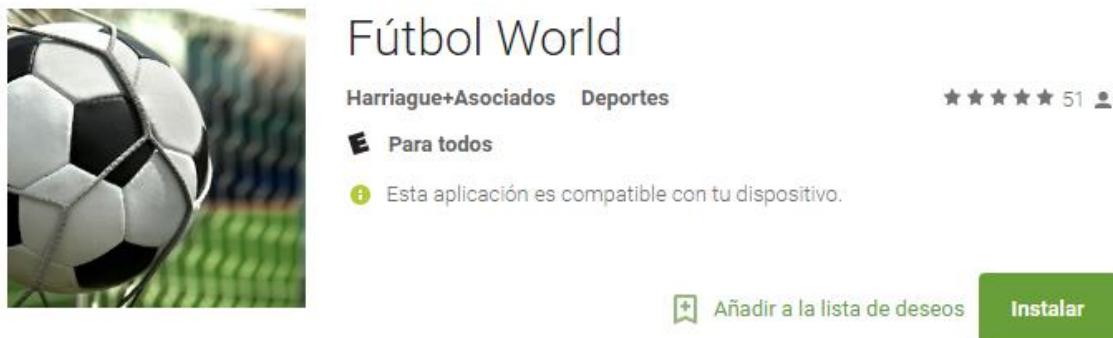 Fútbol World
Harriague+Asociados Deportes 51
E Para todos
Esta aplicación es compatible con tu dispositivo.
Añadir a la lista de deseos Instalar